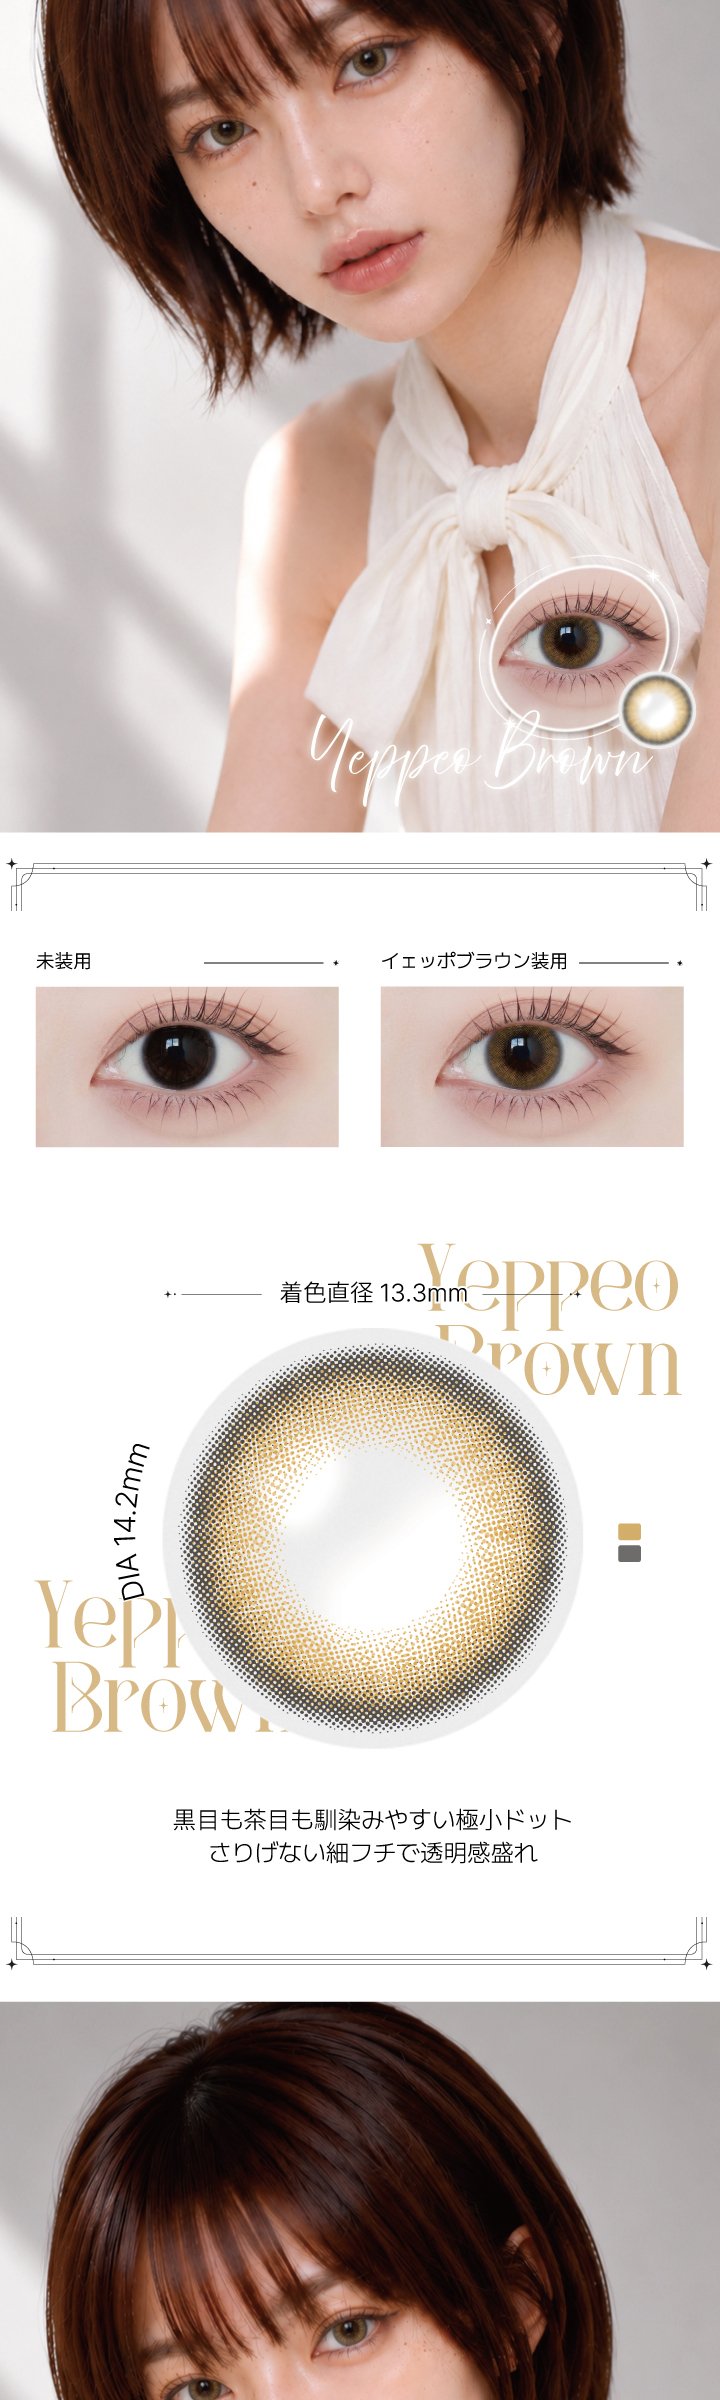 Yeppeo Brown
未装用
イェッポブラウン装用
Yeppeo
Brown
着色直径 13.3mm
DIA 14.2mm
Yepp
Brown
黒目も茶目も馴染みやすい極小ドット
さりげない細フチで透明感盛れ